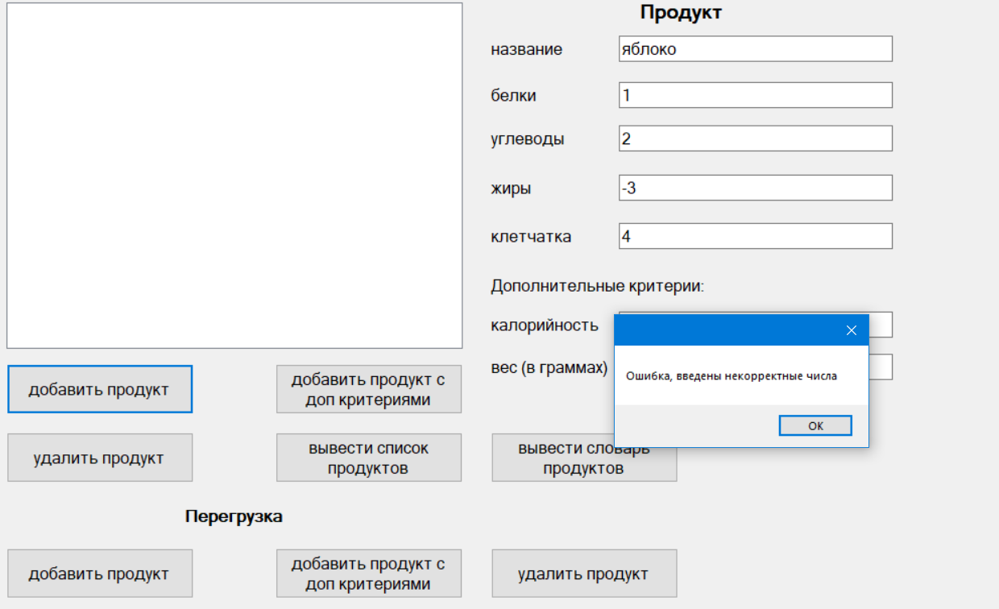 Продукт
название
яблоко
белки
1
углеводы
2
жиры
-3
клетчатка
4
Дополнительные критерии:
калорийность
вес (в граммах)
Ошибка, введены некорректные числа
ОК
добавить продукт
добавить продукт с
доп критериями
удалить продукт
вывести список
продуктов
вывести словарь
продуктов
Перегрузка
добавить продукт
добавить продукт с
доп критериями
удалить продукт